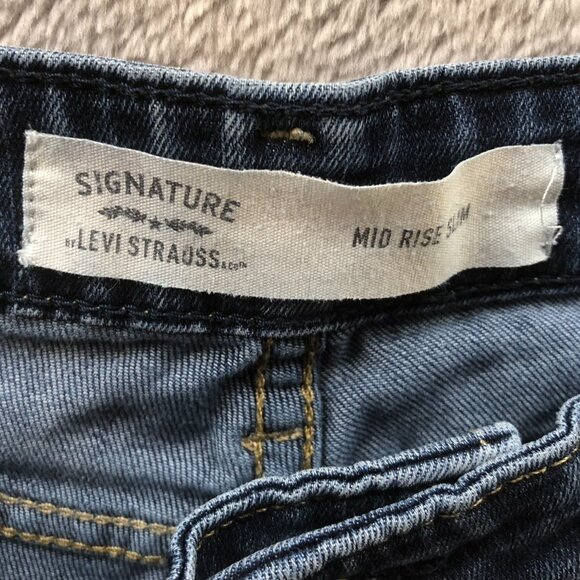 SIGNATURE
BY LEVI STRAUSS & CO™
MID RISE SLIM